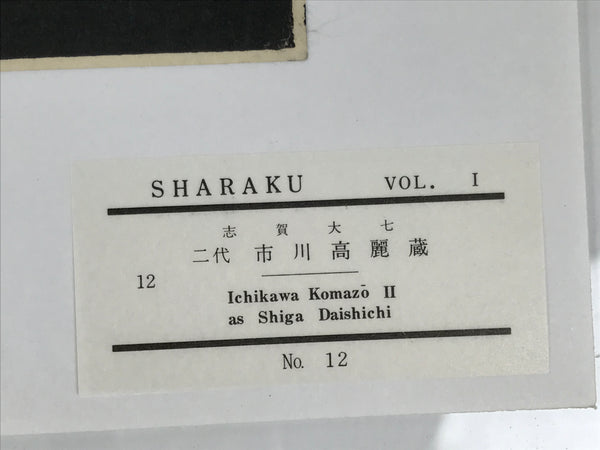 SHARAKU VOL. I
志賀大七
二代 市川高麗蔵
12
Ichikawa Komazō II
as Shiga Daishichi
No. 12